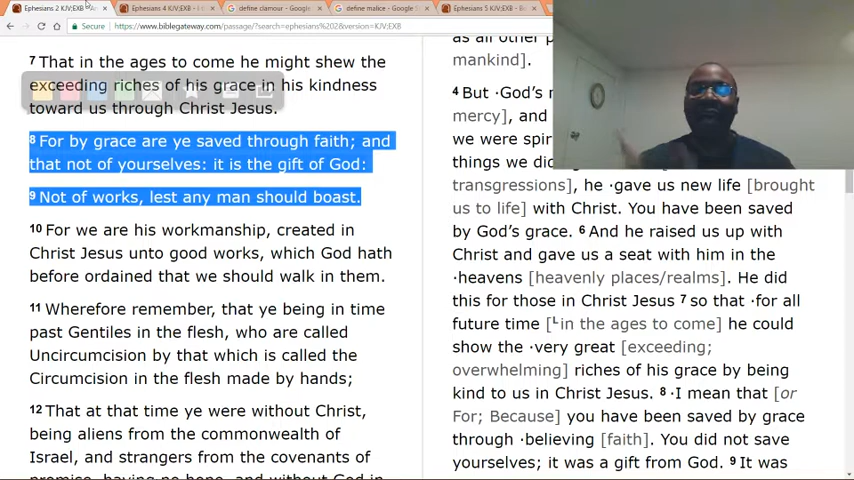 Ephesians 2 KJV;EXB
Ephesians 4 KJV;EXB - 
define clamour - Google
define malice - Google S
Ephesians 5 KJV;EXB
Secure
https://www.biblegateway.com/passage/?search=ephesians%202&version=KJV;EXB
7 That in the ages to come he might shew the
exceeding riches of his grace in his kindness
toward us through Christ Jesus.
8 For by grace are ye saved through faith; and
that not of yourselves: it is the gift of God:
9 Not of works, lest any man should boast.
10 For we are his workmanship, created in
Christ Jesus unto good works, which God hath
before ordained that we should walk in them.
11 Wherefore remember, that ye being in time
past Gentiles in the flesh, who are called
Uncircumcision by that which is called the
Circumcision in the flesh made by hands;
12 That at that time ye were without Christ,
being aliens from the commonwealth of
Israel, and strangers from the covenants of
promise, having no hope, and without God in
as all other p
mankind].
4 But ·God's m
mercy], and
we were spir
things we did
transgressions], he ·gave us new life [brought
us to life] with Christ. You have been saved
by God's grace. 6 And he raised us up with
Christ and gave us a seat with him in the
·heavens [heavenly places/realms]. He did
this for those in Christ Jesus 7 so that ·for all
future time [Lin the ages to come] he could
show the ·very great [exceeding;
overwhelming] riches of his grace by being
kind to us in Christ Jesus. 8 ·I mean that [or
For; Because] you have been saved by grace
through ·believing [faith]. You did not save
yourselves; it was a gift from God. 9 It was